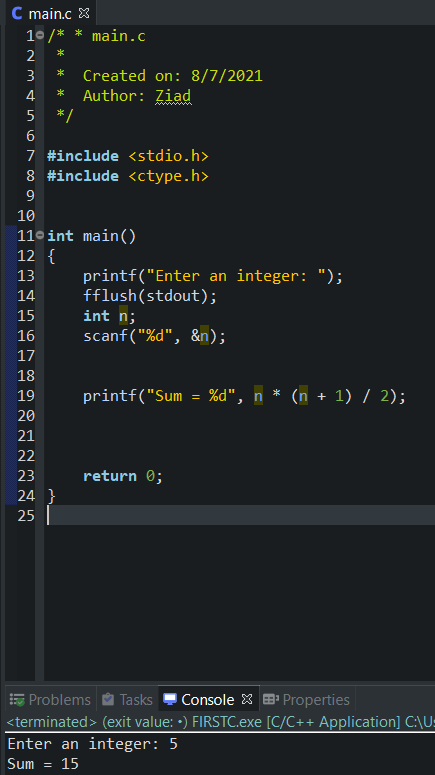 main.c
1 /* * main.c
2 *
3 * Created on: 8/7/2021
4 * Author: Ziad
5 */
6
7 #include <stdio.h>
8 #include <ctype.h>
9
10
11 int main()
12 {
13 printf("Enter an integer: ");
14 fflush(stdout);
15 int n;
16 scanf("%d", &n);
17
18
19 printf("Sum = %d", n * (n + 1) / 2);
20
21
22
23 return 0;
24 }
25
Problems Tasks Console Properties
<terminated> (exit value: •) FIRSTC.exe [C/C++ Application] C:\Us
Enter an integer: 5
Sum = 15